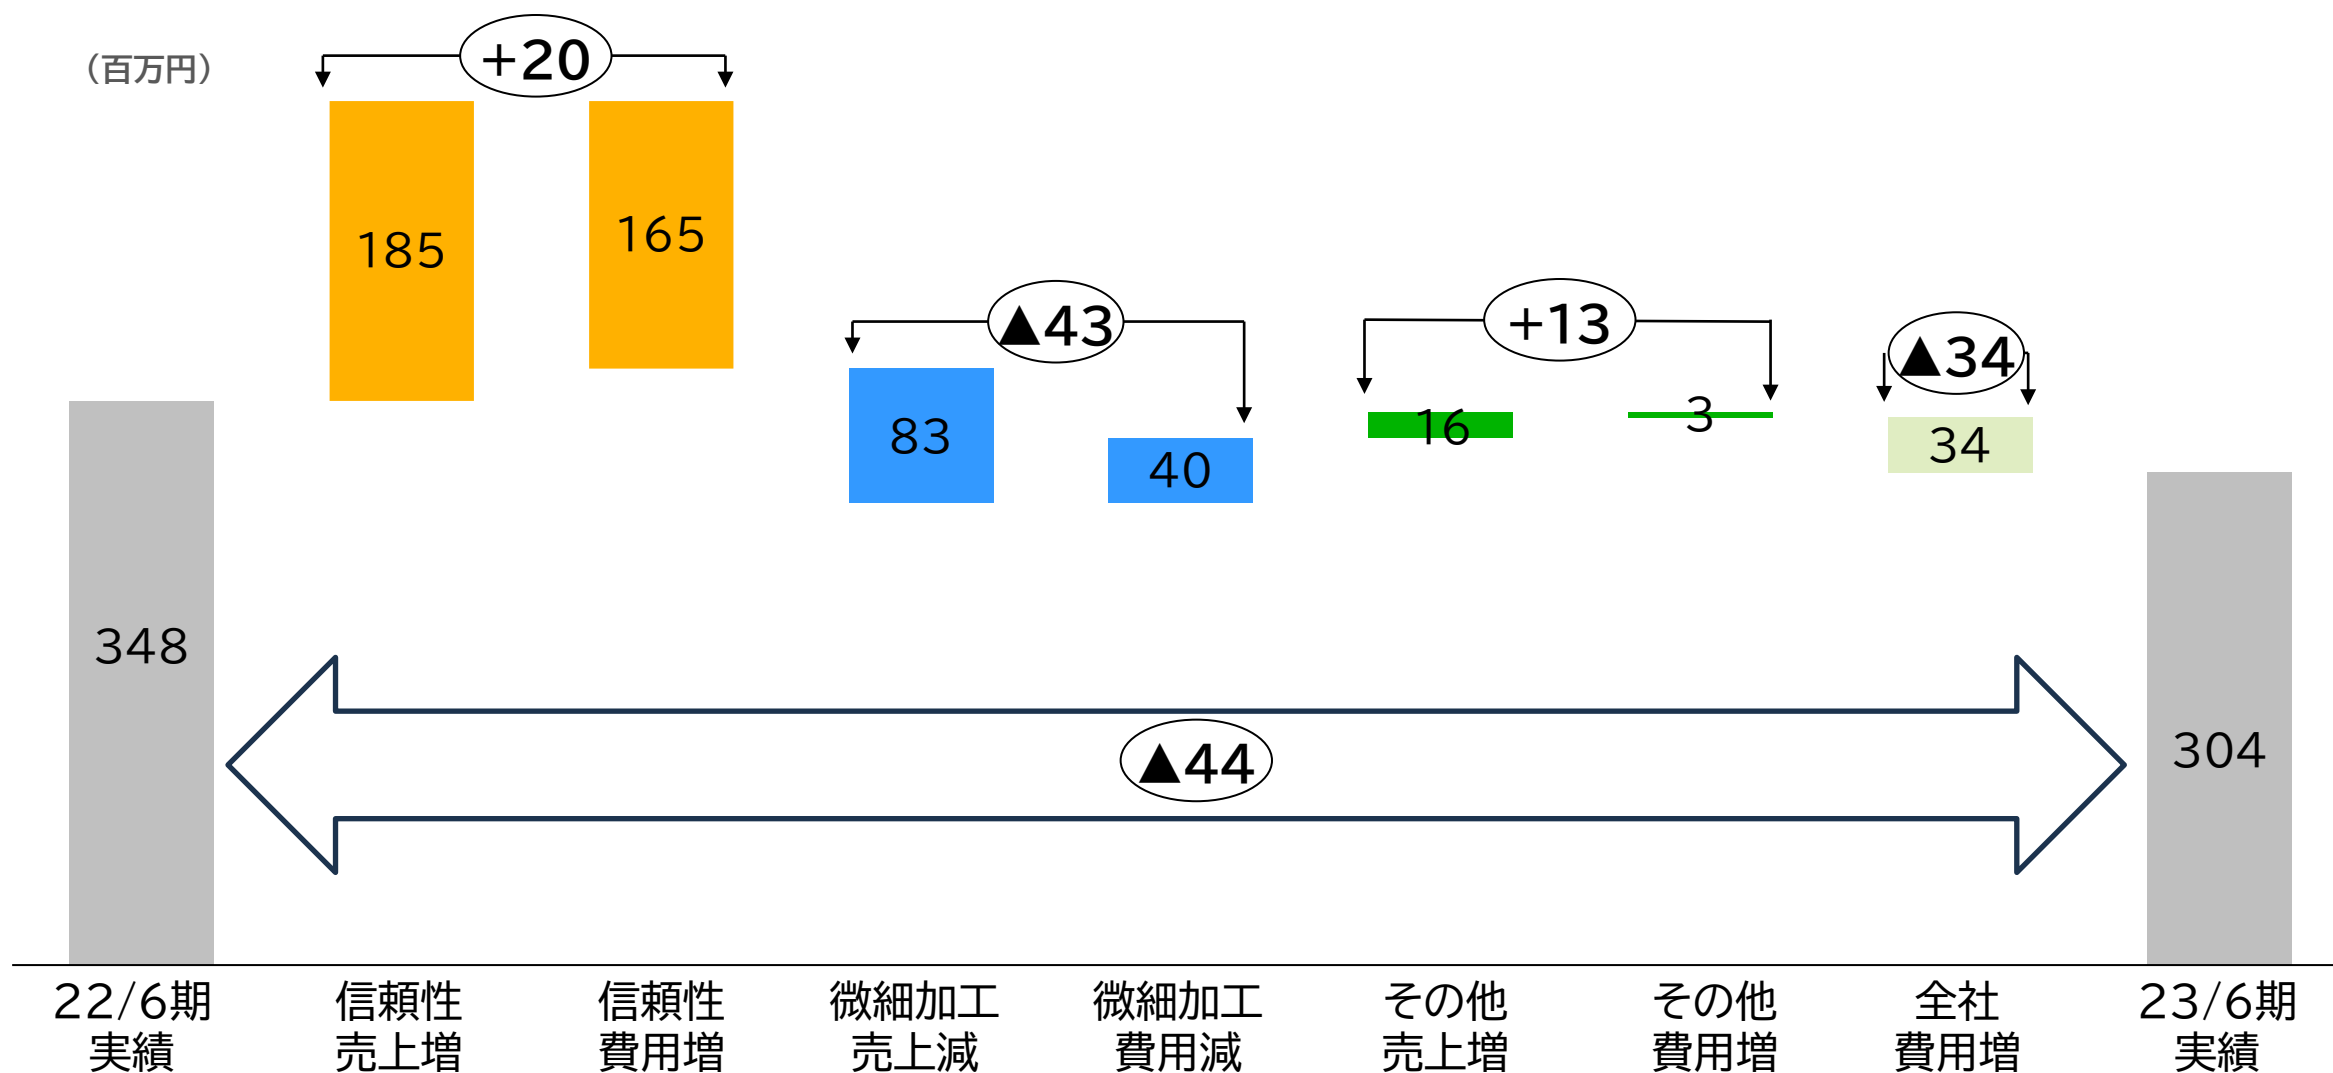 （百万円）
+20
185
165
▲43
83
40
+13
16
3
▲34
34
348
▲44
304
22/6期
実績
信頼性
売上増
信頼性
費用増
微細加工
売上減
微細加工
費用減
その他
売上増
その他
費用増
全社
費用増
23/6期
実績